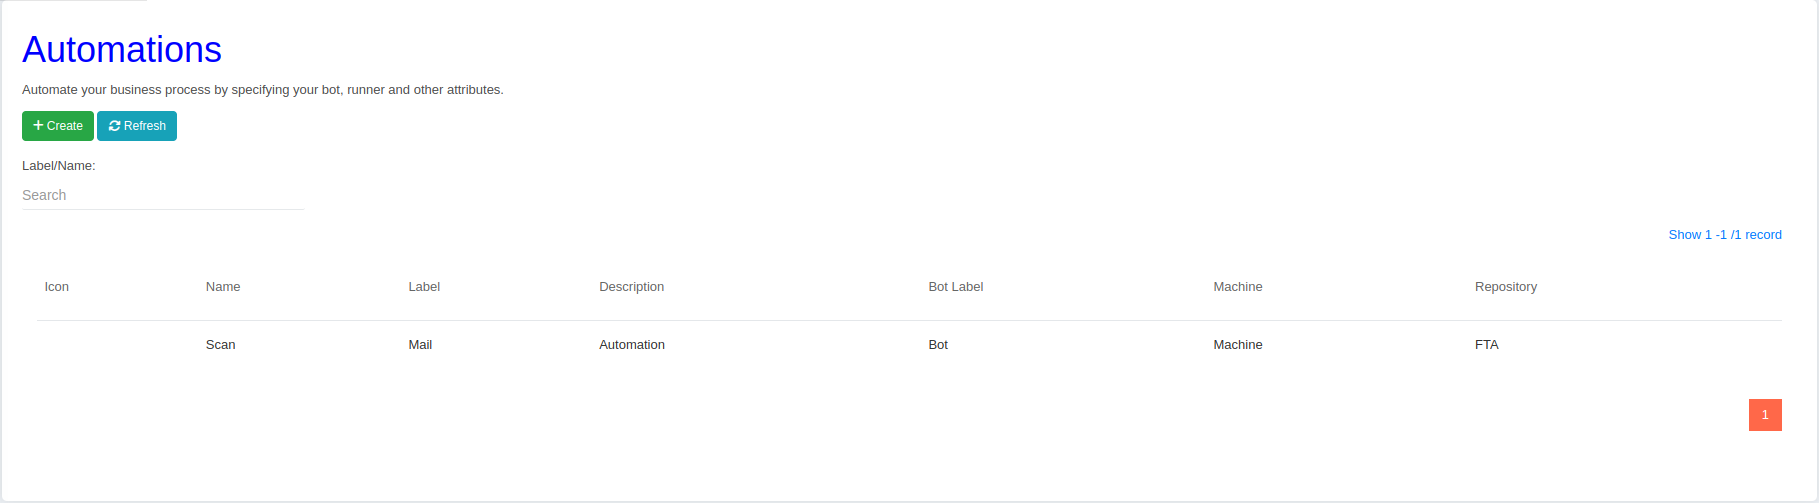 Automations
Automate your business process by specifying your bot, runner and other attributes.
Create Refresh
Label/Name:
Search
Show 1 -1 /1 record
Icon Name Label Description Bot Label Machine Repository
Scan Mail Automation Bot Machine FTA
1